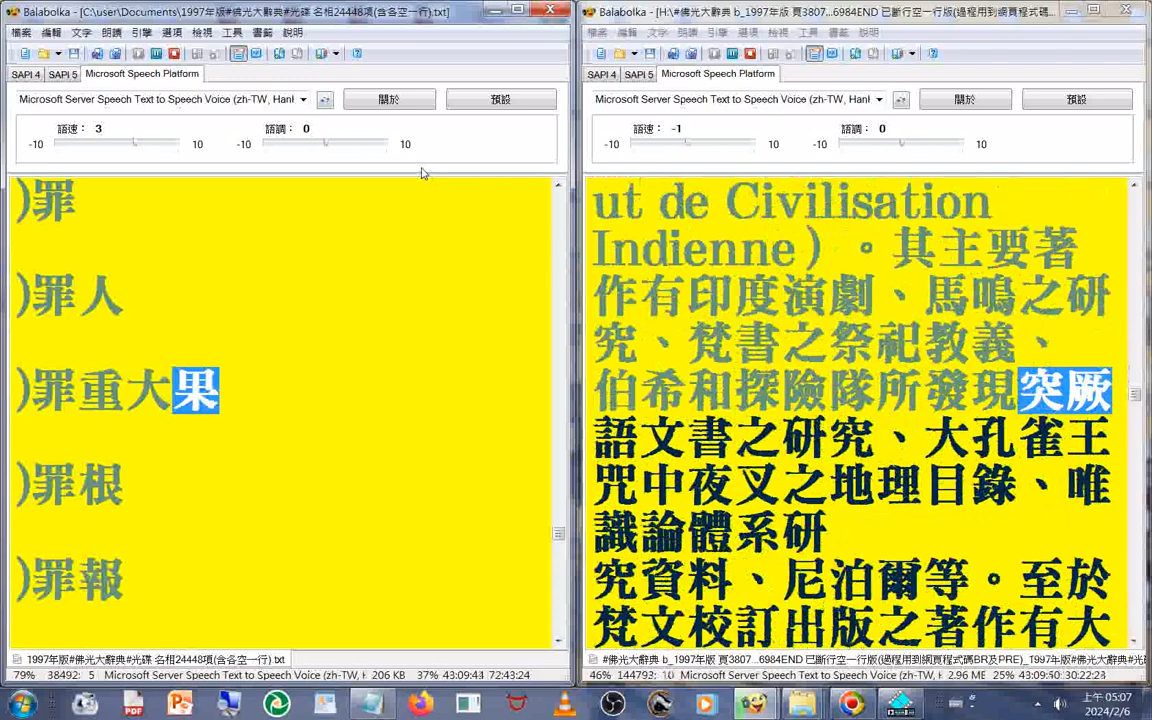 Balabolka - [C:\user\Documents\1997年版#佛光大辭典#光碟 名相24448項(含各空一行).txt]
檔案 編輯 文字 朗讀 引擎 選項 檢視 工具 書籤 說明
SAPI 4 SAPI 5 Microsoft Speech Platform
Microsoft Server Speech Text to Speech Voice (zh-TW, Han 關於 預設
語速： 3 語調： 0
-10 10 -10 10
)罪
)罪人
)罪重大果
)罪根
)罪報
1997年版#佛光大辭典#光碟 名相24448項(含各空一行).txt
79% 38492: 5 Microsoft Server Speech Text to Speech Voice (zh-TW, H 206 KB 37% 43:09:43 72:43:24
Balabolka - [H:\#佛光大辭典 b_1997年版 頁3807...6984END 已斷行空一行版(過程用到網頁程式碼...
檔案 編輯 文字 朗讀 引擎 選項 檢視 工具 書籤 說明
SAPI 4 SAPI 5 Microsoft Speech Platform
Microsoft Server Speech Text to Speech Voice (zh-TW, Han 關於 預設
語速： -1 語調： 0
-10 10 -10 10
ut de Civilisation
Indienne）。其主要著
作有印度演劇、馬鳴之研
究、梵書之祭祀教義、
伯希和探險隊所發現突厥
語文書之研究、大孔雀王
咒中夜叉之地理目錄、唯
識論體系研
究資料、尼泊爾等。至於
梵文校訂出版之著作有大
#佛光大辭典 b_1997年版 頁3807...6984END 已斷行空一行版(過程用到網頁程式碼BR及PRE)_1997年版#佛光大辭典#光
46% 144793: 10 Microsoft Server Speech Text to Speech Voice (zh-TW, H 2.96 MB 25% 43:09:50 30:22:23
PDF
上午 05:07
2024/2/6